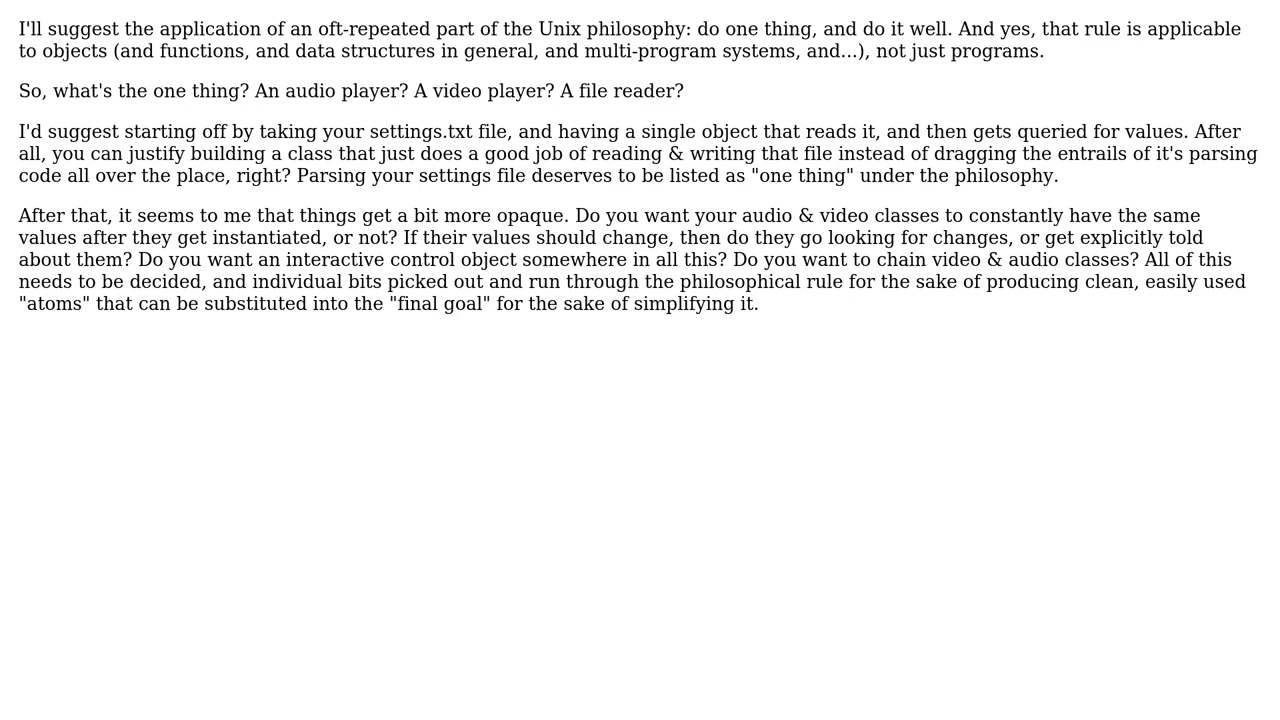 I'll suggest the application of an oft-repeated part of the Unix philosophy: do one thing, and do it well. And yes, that rule is applicable
to objects (and functions, and data structures in general, and multi-program systems, and...), not just programs.
So, what's the one thing? An audio player? A video player? A file reader?
I'd suggest starting off by taking your settings.txt file, and having a single object that reads it, and then gets queried for values. After
all, you can justify building a class that just does a good job of reading & writing that file instead of dragging the entrails of it's parsing
code all over the place, right? Parsing your settings file deserves to be listed as "one thing" under the philosophy.
After that, it seems to me that things get a bit more opaque. Do you want your audio & video classes to constantly have the same
values after they get instantiated, or not? If their values should change, then do they go looking for changes, or get explicitly told
about them? Do you want an interactive control object somewhere in all this? Do you want to chain video & audio classes? All of this
needs to be decided, and individual bits picked out and run through the philosophical rule for the sake of producing clean, easily used
"atoms" that can be substituted into the "final goal" for the sake of simplifying it.